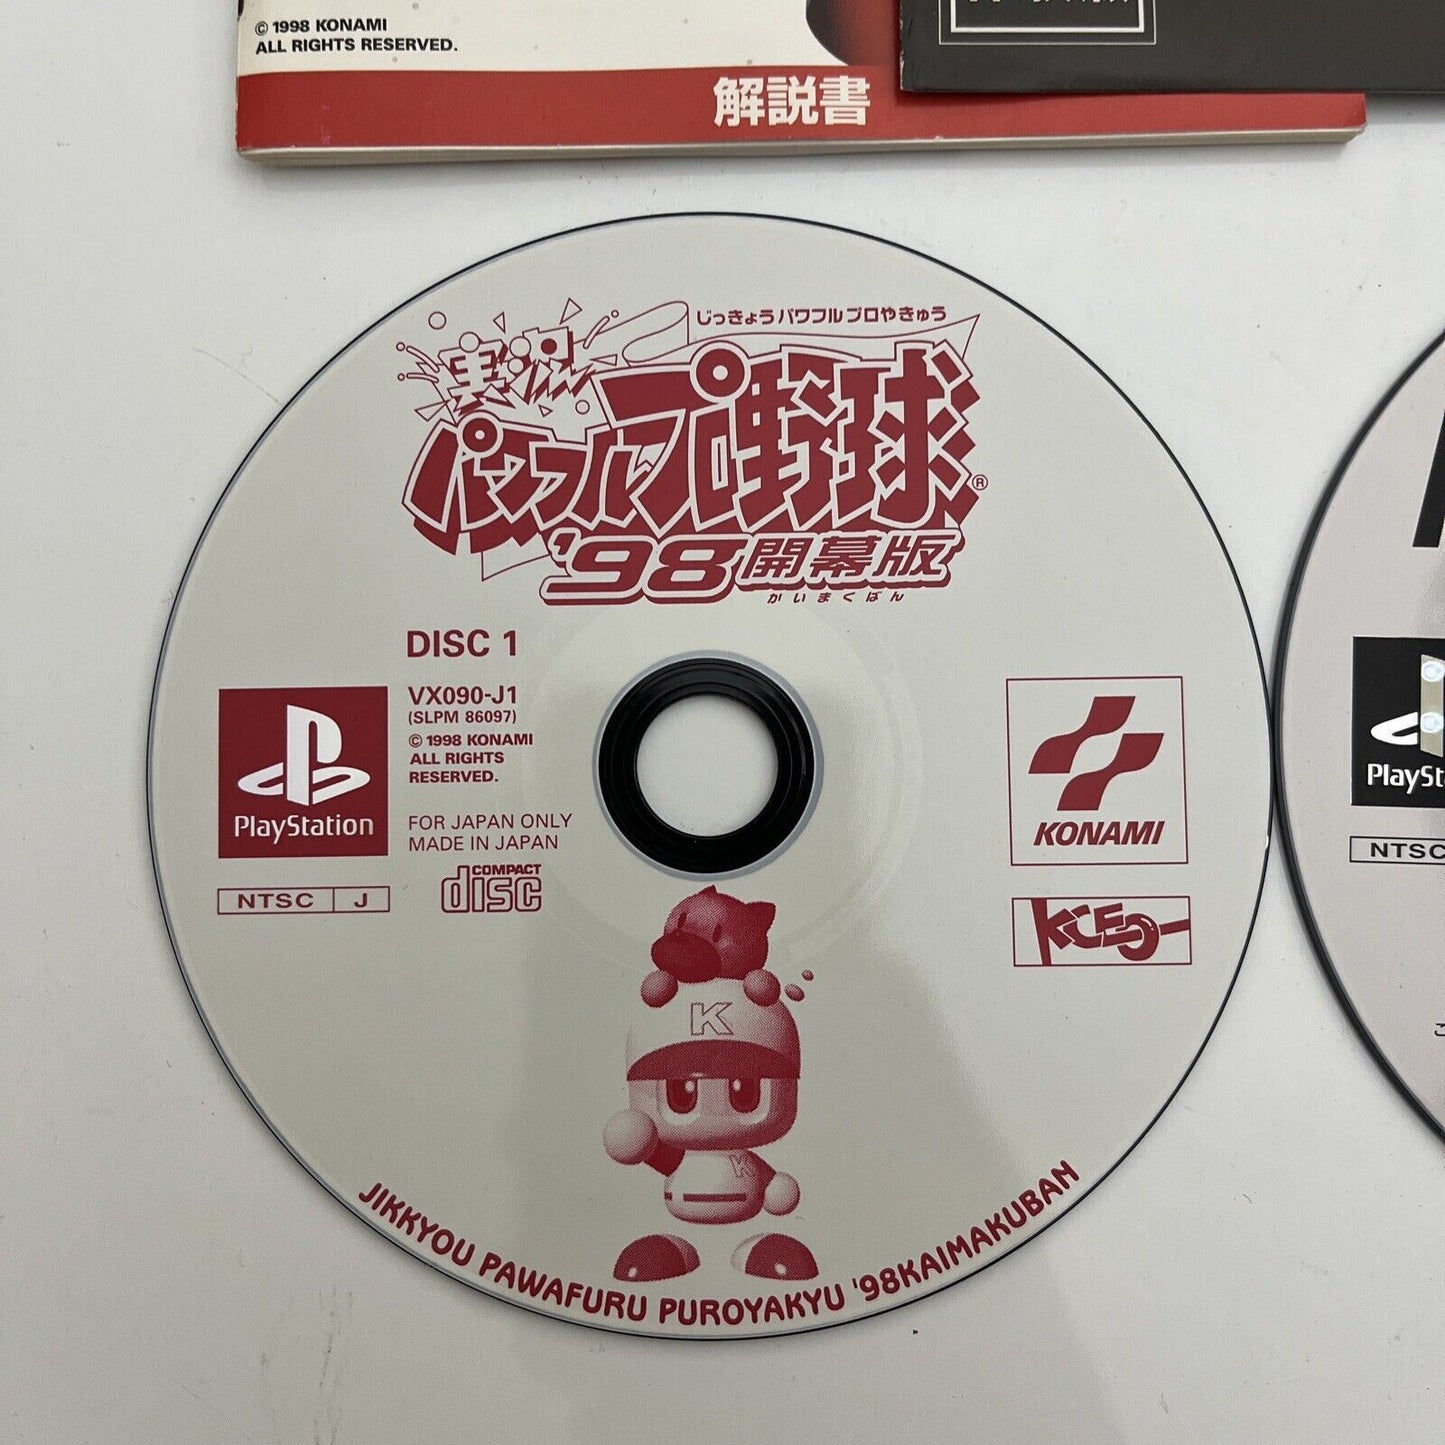 © 1998 KONAMI
ALL RIGHTS RESERVED.
解説書
じっきょうパワフルプロやきゅう
実況
パワフルプロ野球®
'98開幕版
かいまくばん
DISC 1
VX090-J1
(SLPM 86097)
© 1998 KONAMI
ALL RIGHTS
RESERVED.
FOR JAPAN ONLY
MADE IN JAPAN
PlayStation
NTSC J
COMPACT
disc
KONAMI
KCEO
K
K
JIKKYOU PAWAFURU PUROYAKYU '98KAIMAKUBAN
PlaySt
NTSC
こ